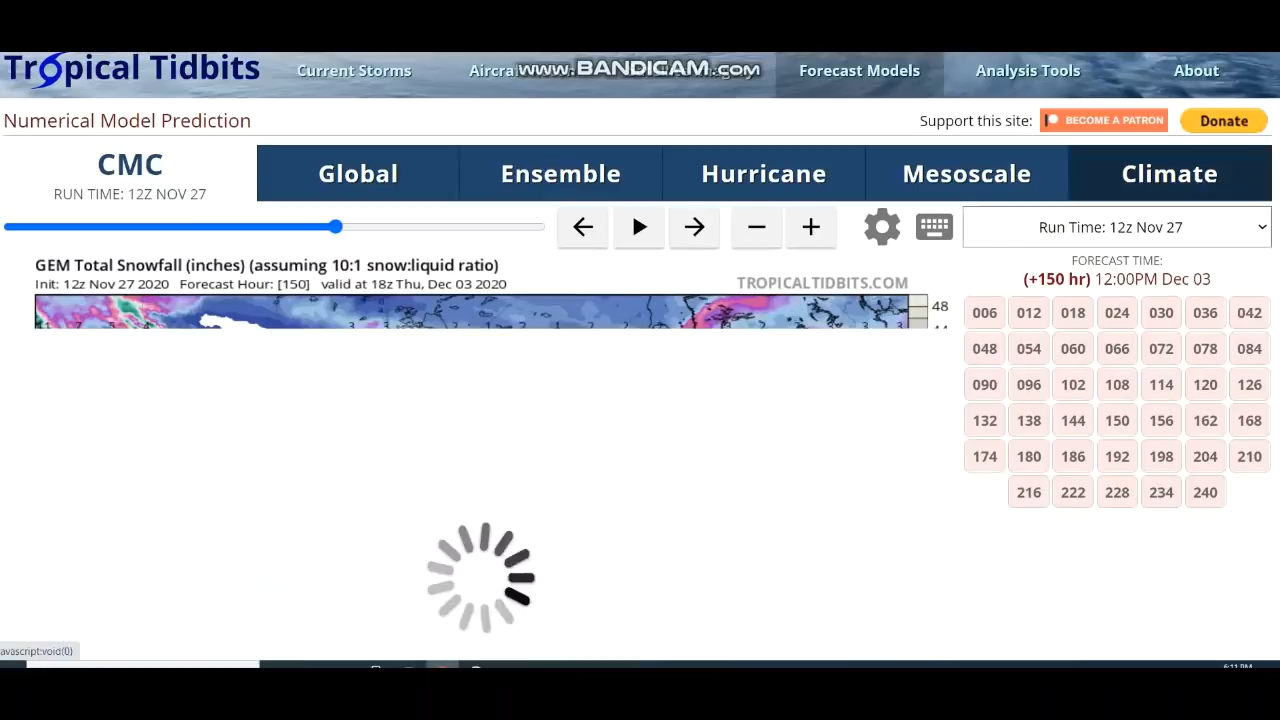 Tropical Tidbits
Current Storms
Aircra
www.BANDICAM.com
Forecast Models
Analysis Tools
About
Numerical Model Prediction
Support this site:
BECOME A PATRON
Donate
CMC
RUN TIME: 12Z NOV 27
Global
Ensemble
Hurricane
Mesoscale
Climate
Run Time: 12z Nov 27
FORECAST TIME:
(+150 hr) 12:00PM Dec 03
GEM Total Snowfall (inches) (assuming 10:1 snow:liquid ratio)
Init: 12z Nov 27 2020 Forecast Hour: [150] valid at 18z Thu, Dec 03 2020
TROPICALTIDBITS.COM
48
006 012 018 024 030 036 042
048 054 060 066 072 078 084
090 096 102 108 114 120 126
132 138 144 150 156 162 168
174 180 186 192 198 204 210
216 222 228 234 240
avascript:void(0)